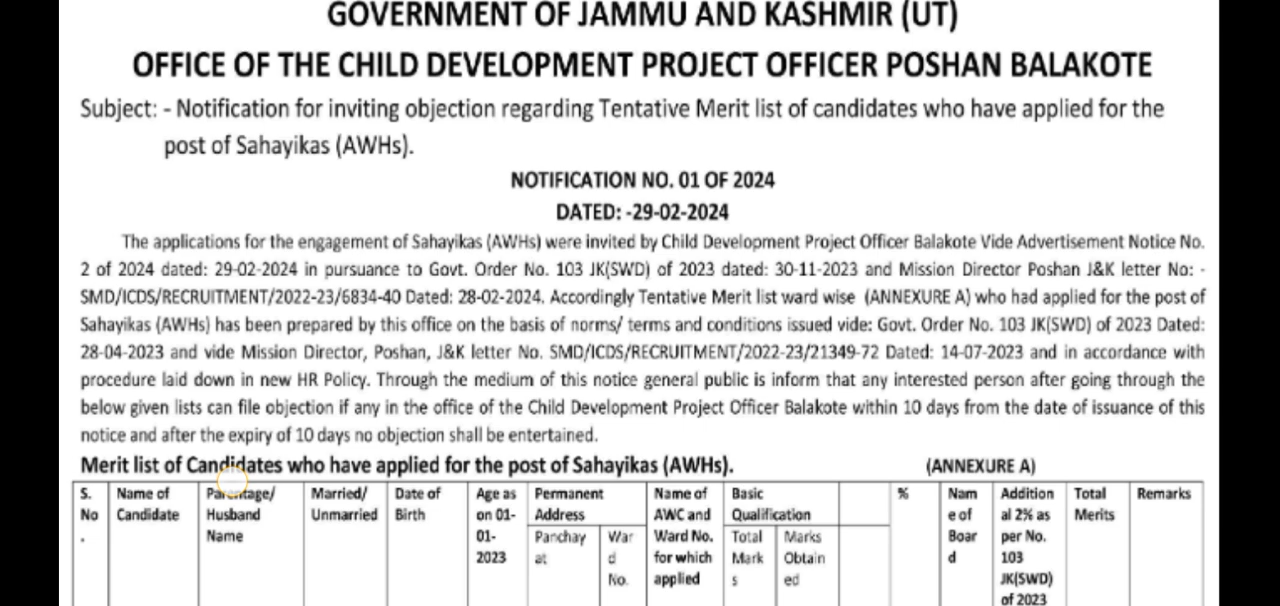 GOVERNMENT OF JAMMU AND KASHMIR (UT)
OFFICE OF THE CHILD DEVELOPMENT PROJECT OFFICER POSHAN BALAKOTE
Subject: - Notification for inviting objection regarding Tentative Merit list of candidates who have applied for the
post of Sahayikas (AWHs).
NOTIFICATION NO. 01 OF 2024
DATED: -29-02-2024
The applications for the engagement of Sahayikas (AWHs) were invited by Child Development Project Officer Balakote Vide Advertisement Notice No.
2 of 2024 dated: 29-02-2024 in pursuance to Govt. Order No. 103 JK(SWD) of 2023 dated: 30-11-2023 and Mission Director Poshan J&K letter No: -
SMD/ICDS/RECRUITMENT/2022-23/6834-40 Dated: 28-02-2024. Accordingly Tentative Merit list ward wise (ANNEXURE A) who had applied for the post of
Sahayikas (AWHs) has been prepared by this office on the basis of norms/ terms and conditions issued vide: Govt. Order No. 103 JK(SWD) of 2023 Dated:
28-04-2023 and vide Mission Director, Poshan, J&K letter No. SMD/ICDS/RECRUITMENT/2022-23/21349-72 Dated: 14-07-2023 and in accordance with
procedure laid down in new HR Policy. Through the medium of this notice general public is inform that any interested person after going through the
below given lists can file objection if any in the office of the Child Development Project Officer Balakote within 10 days from the date of issuance of this
notice and after the expiry of 10 days no objection shall be entertained.
Merit list of Candidates who have applied for the post of Sahayikas (AWHs). (ANNEXURE A)
S. No .
Name of Candidate
Parentage/ Husband Name
Married/ Unmarried
Date of Birth
Age as on 01-01-2023
Permanent Address
Panchay at
War d No.
Name of AWC and Ward No. for which applied
Basic Qualification
Total Mark s
Marks Obtain ed
%
Nam e of Boar d
Addition al 2% as per No. 103 JK(SWD) of 2023
Total Merits
Remarks